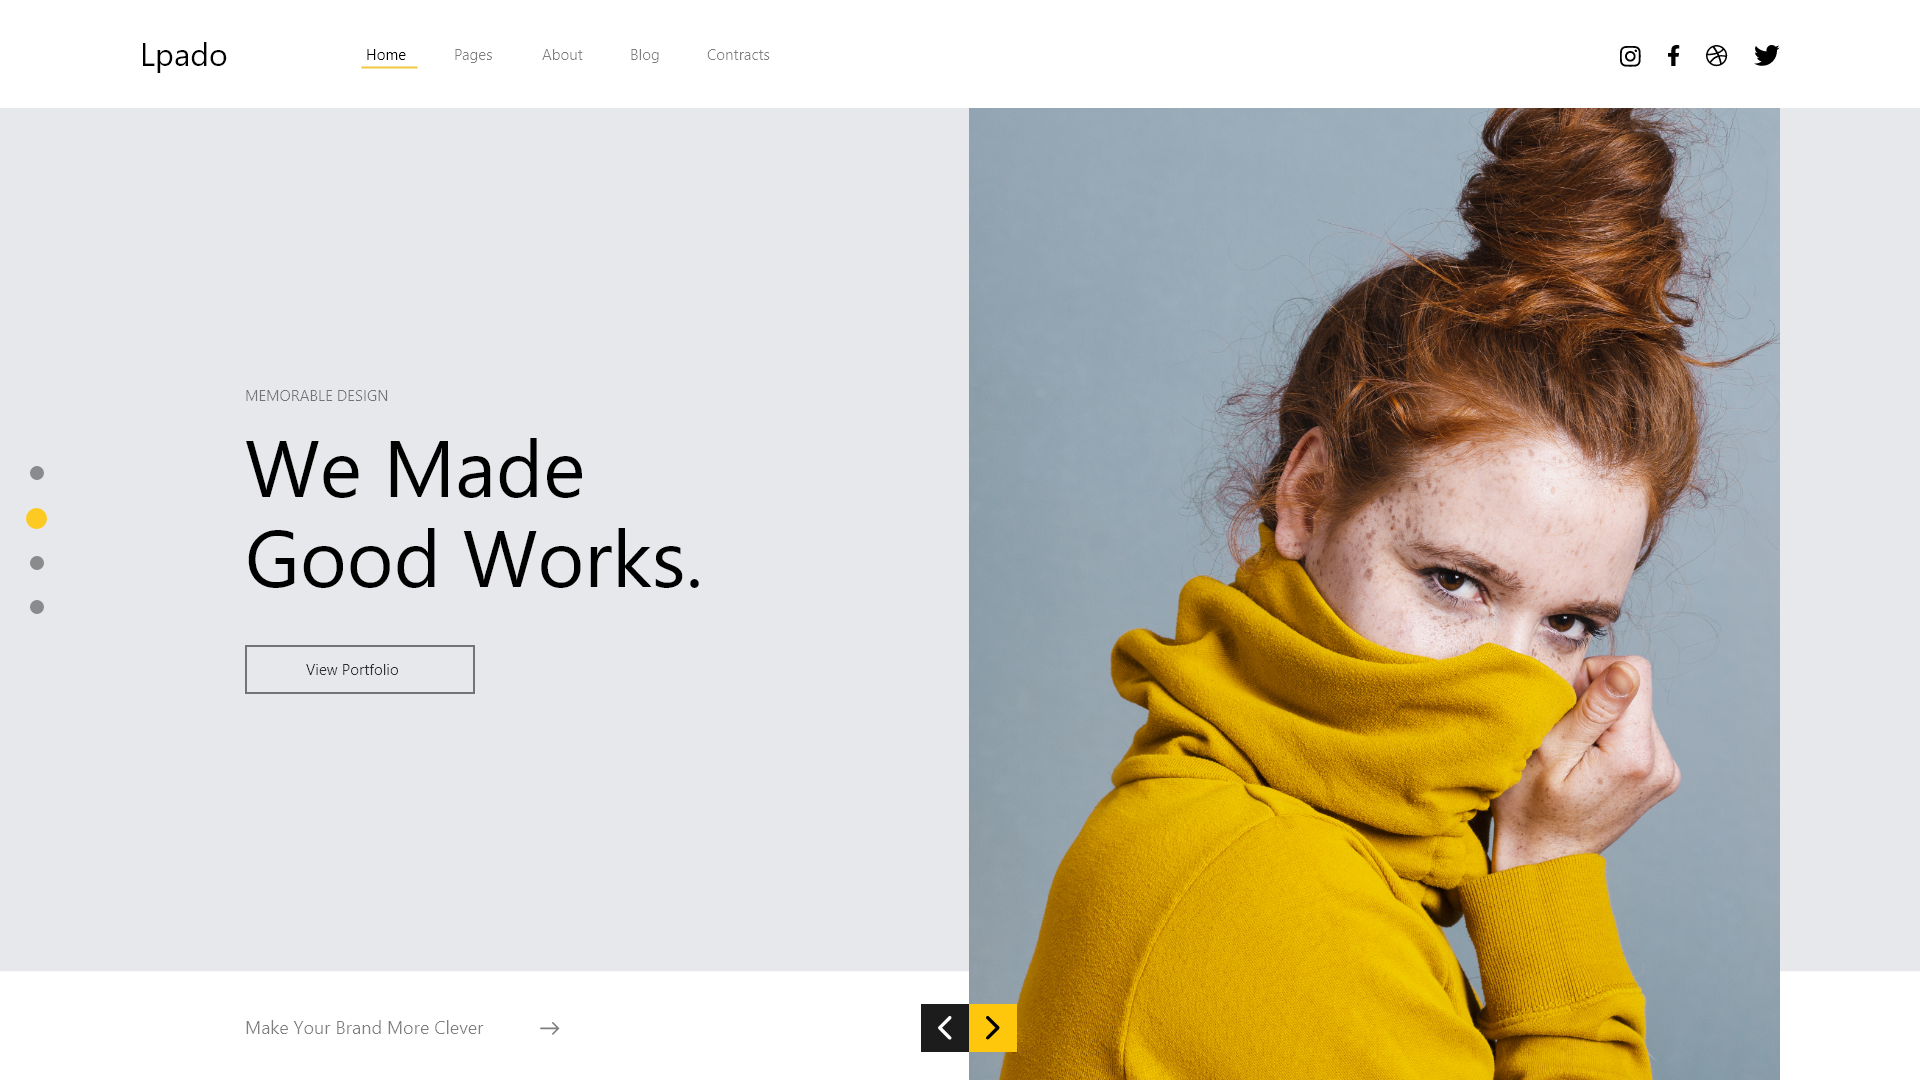 Lpado
Home
Pages
About
Blog
Contracts
MEMORABLE DESIGN
We Made
Good Works.
View Portfolio
Make Your Brand More Clever